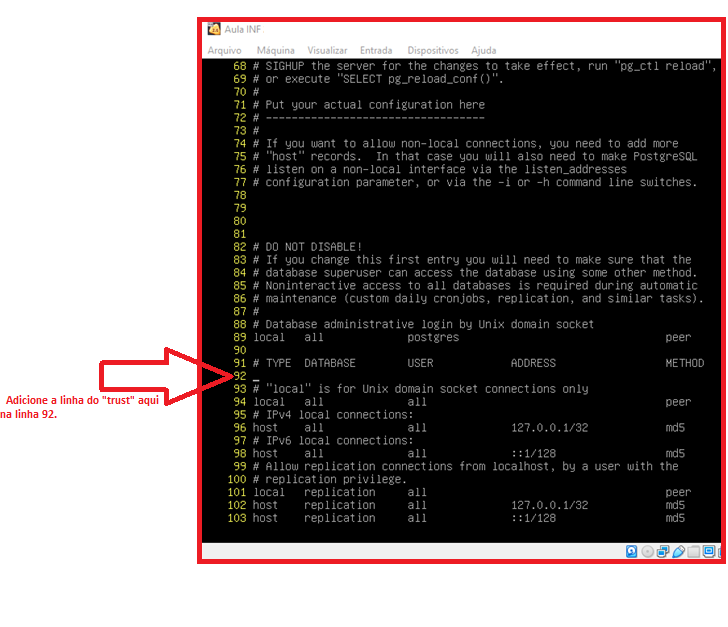 Aula INF
Arquivo Máquina Visualizar Entrada Dispositivos Ajuda
68 # SIGHUP the server for the changes to take effect, run "pg_ctl reload",
69 # or execute "SELECT pg_reload_conf()".
70 #
71 # Put your actual configuration here
72 # ----------------------------------
73 #
74 # If you want to allow non-local connections, you need to add more
75 # "host" records.  In that case you will also need to make PostgreSQL
76 # listen on a non-local interface via the listen_addresses
77 # configuration parameter, or via the -i or -h command line switches.
78
79
80
81
82 # DO NOT DISABLE!
83 # If you change this first entry you will need to make sure that the
84 # database superuser can access the database using some other method.
85 # Noninteractive access to all databases is required during automatic
86 # maintenance (custom daily cronjobs, replication, and similar tasks).
87 #
88 # Database administrative login by Unix domain socket
89 local   all             postgres                                peer
90
91 # TYPE  DATABASE        USER            ADDRESS                 METHOD
92 _
93 # "local" is for Unix domain socket connections only
94 local   all             all                                     peer
95 # IPv4 local connections:
96 host    all             all             127.0.0.1/32            md5
97 # IPv6 local connections:
98 host    all             all             ::1/128                 md5
99 # Allow replication connections from localhost, by a user with the
100 # replication privilege.
101 local   replication     all                                     peer
102 host    replication     all             127.0.0.1/32            md5
103 host    replication     all             ::1/128                 md5
Adicione a linha do "trust" aqui
na linha 92.